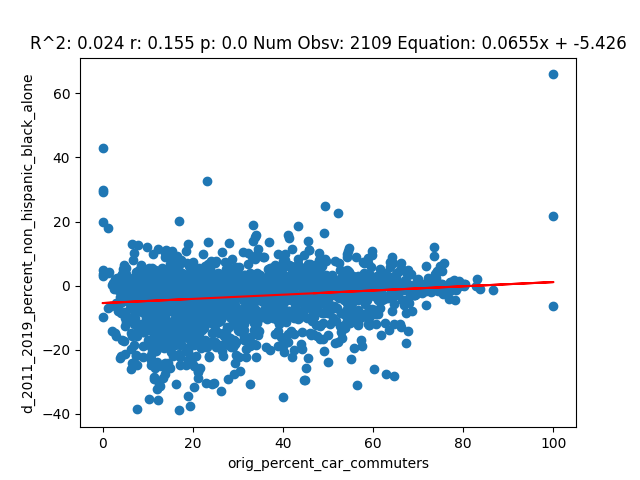 R^2: 0.024 r: 0.155 p: 0.0 Num Obsv: 2109 Equation: 0.0655x + -5.426
d_2011_2019_percent_non_hispanic_black_alone
60
40
20
0
−20
−40
0 20 40 60 80 100
orig_percent_car_commuters